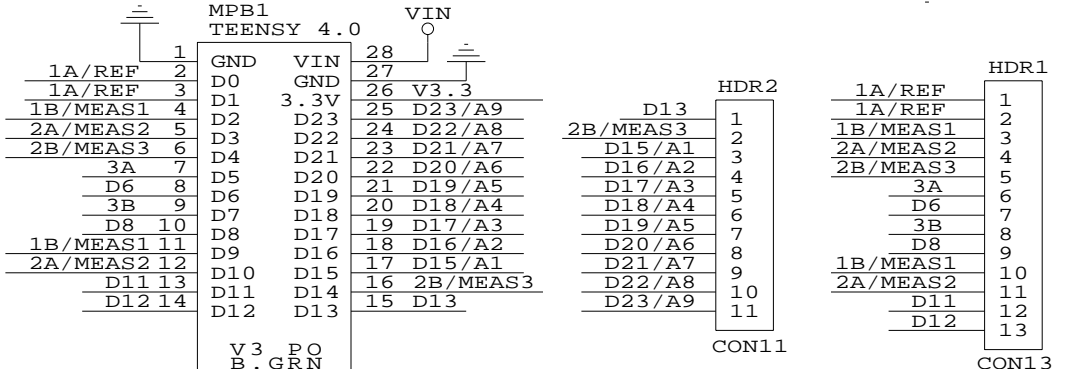 MPB1
TEENSY 4.0
VIN
1 GND VIN 28
1A/REF 2 D0 GND 27
1A/REF 3 D1 3.3V 26 V3.3
1B/MEAS1 4 D2 D23 25 D23/A9
2A/MEAS2 5 D3 D22 24 D22/A8
2B/MEAS3 6 D4 D21 23 D21/A7
3A 7 D5 D20 22 D20/A6
D6 8 D6 D19 21 D19/A5
3B 9 D7 D18 20 D18/A4
D8 10 D8 D17 19 D17/A3
1B/MEAS1 11 D9 D16 18 D16/A2
2A/MEAS2 12 D10 D15 17 D15/A1
D11 13 D11 D14 16 2B/MEAS3
D12 14 D12 D13 15 D13
V3 PO
B.GRN
HDR2
D13 1
2B/MEAS3 2
D15/A1 3
D16/A2 4
D17/A3 5
D18/A4 6
D19/A5 7
D20/A6 8
D21/A7 9
D22/A8 10
D23/A9 11
CON11
HDR1
1A/REF 1
1A/REF 2
1B/MEAS1 3
2A/MEAS2 4
2B/MEAS3 5
3A 6
D6 7
3B 8
D8 9
1B/MEAS1 10
2A/MEAS2 11
D11 12
D12 13
CON13